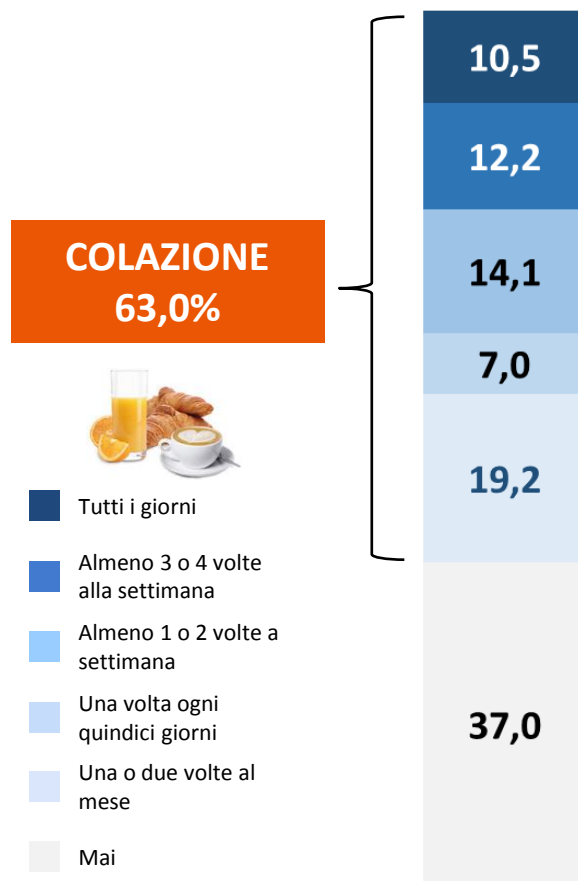 COLAZIONE
63,0%
Tutti i giorni
Almeno 3 o 4 volte
alla settimana
Almeno 1 o 2 volte a
settimana
Una volta ogni
quindici giorni
Una o due volte al
mese
Mai
10,5
12,2
14,1
7,0
19,2
37,0